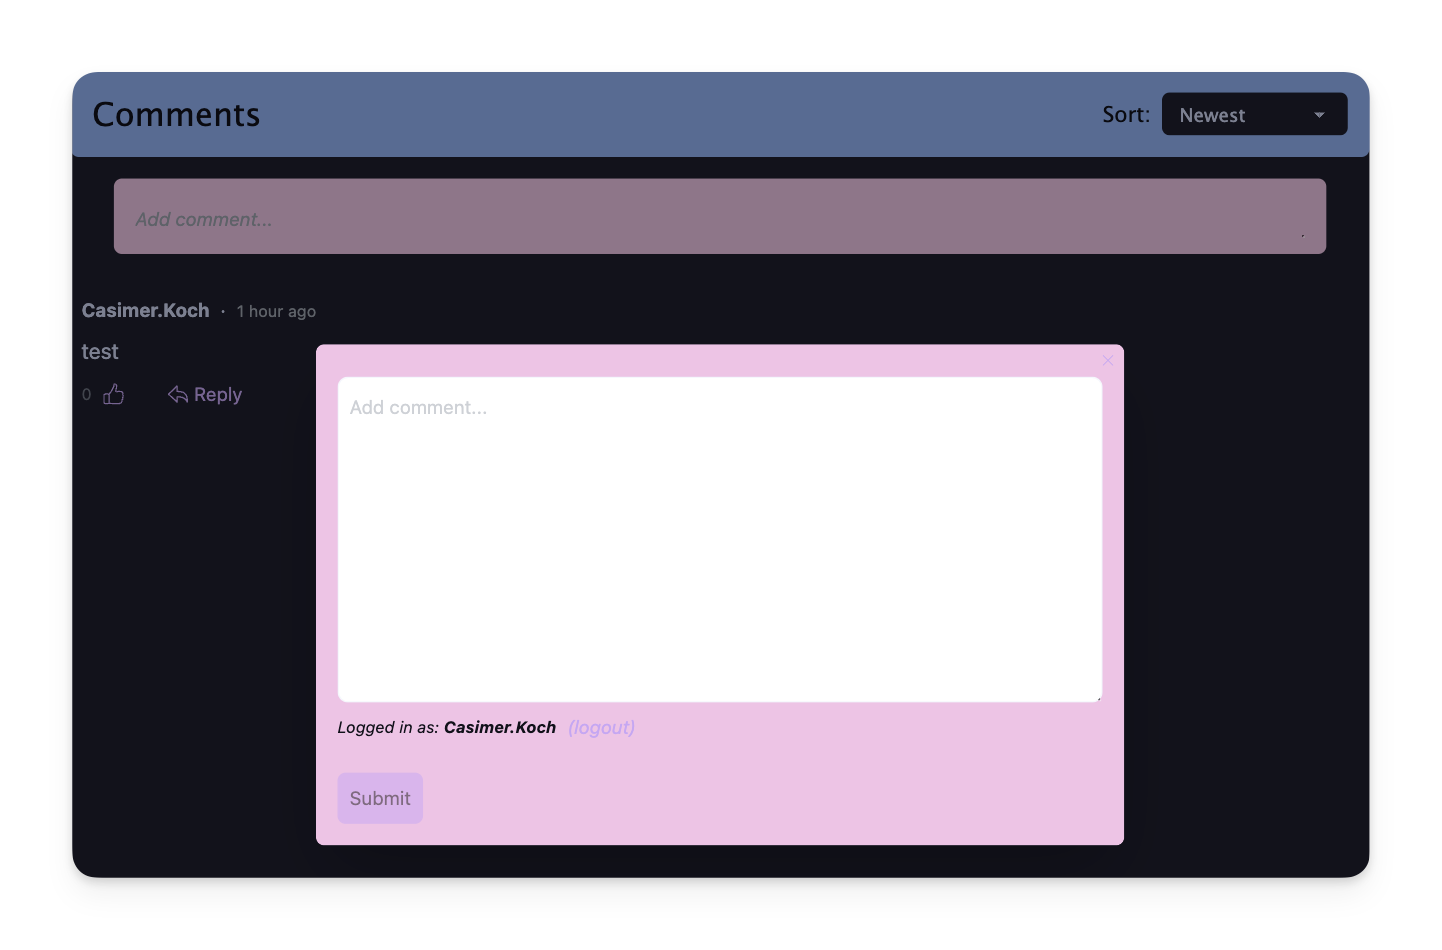 Comments
Sort: Newest
Add comment...
Casimer.Koch · 1 hour ago
test
0 Reply
Add comment...
Logged in as: Casimer.Koch (logout)
Submit